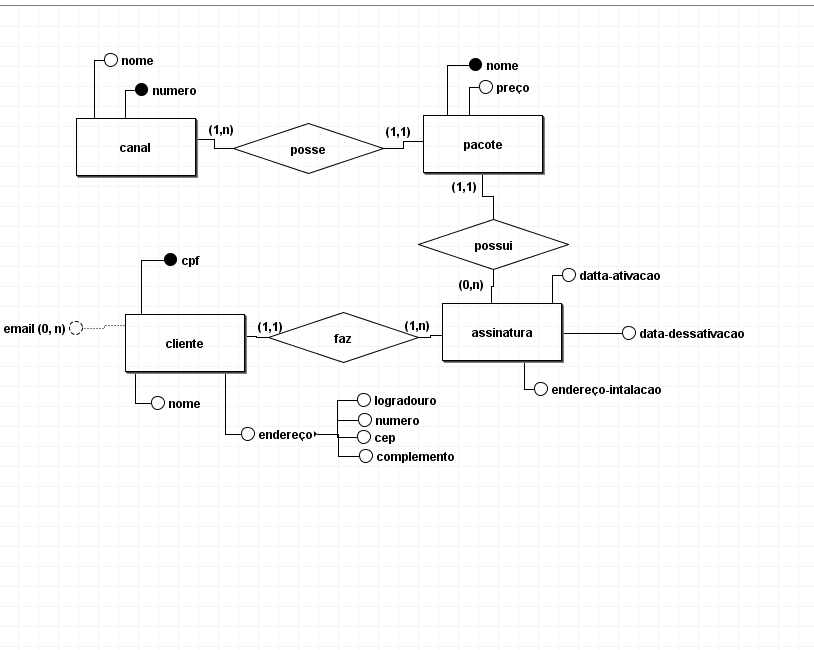 nome
numero
canal
(1,n)
posse
(1,1)
nome
preço
pacote
(1,1)
possui
(0,n)
datta-ativacao
assinatura
data-dessativacao
endereço-intalacao
cpf
email (0, n)
cliente
(1,1)
faz
(1,n)
nome
endereço
logradouro
numero
cep
complemento